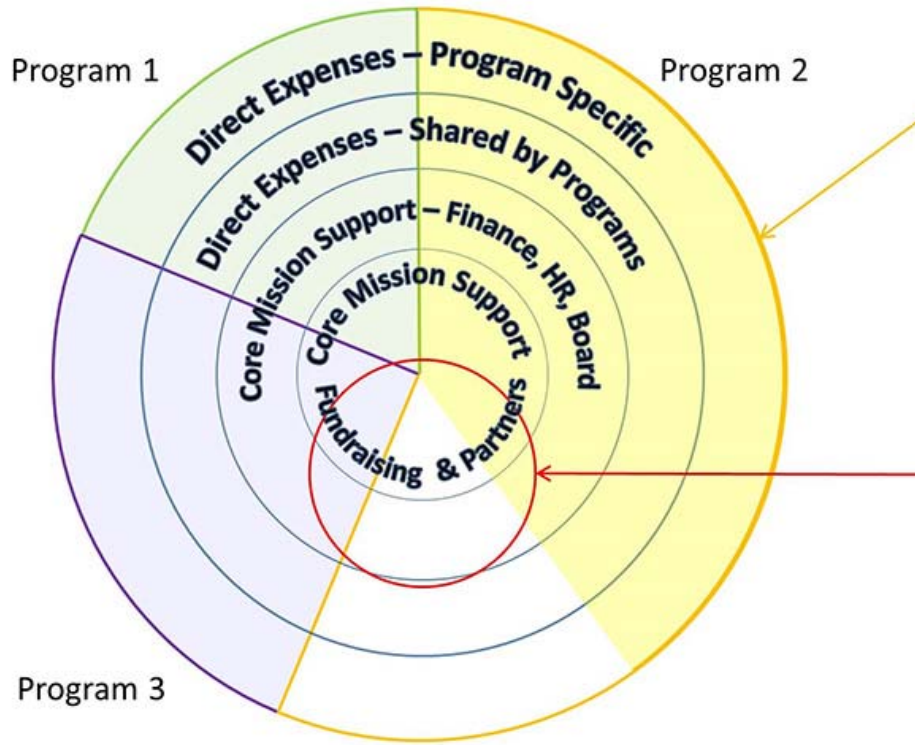 Program 1
Program 2
Direct Expenses – Program Specific
Direct Expenses – Shared by Programs
Core Mission Support – Finance, HR, Board
Core Mission Support
Fundraising & Partners
Program 3